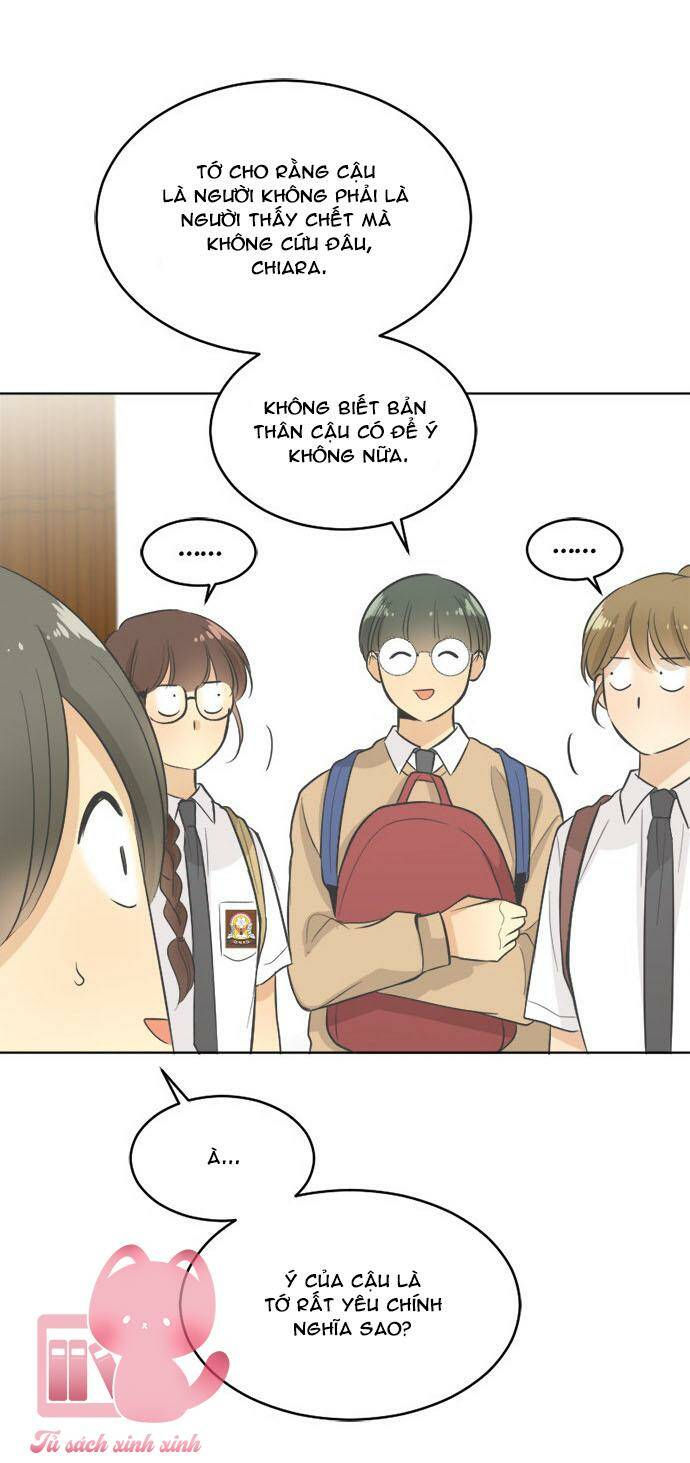 TỚ CHO RẰNG CẬU
LÀ NGƯỜI KHÔNG PHẢI LÀ
NGƯỜI THẤY CHẾT MÀ
KHÔNG CỨU ĐÂU,
CHIARA.
KHÔNG BIẾT BẢN
THÂN CẬU CÓ ĐỂ Ý
KHÔNG NỮA.
......
......
À...
Ý CỦA CẬU LÀ
TỚ RẤT YÊU CHÍNH
NGHĨA SAO?
Tủ sách xinh xinh